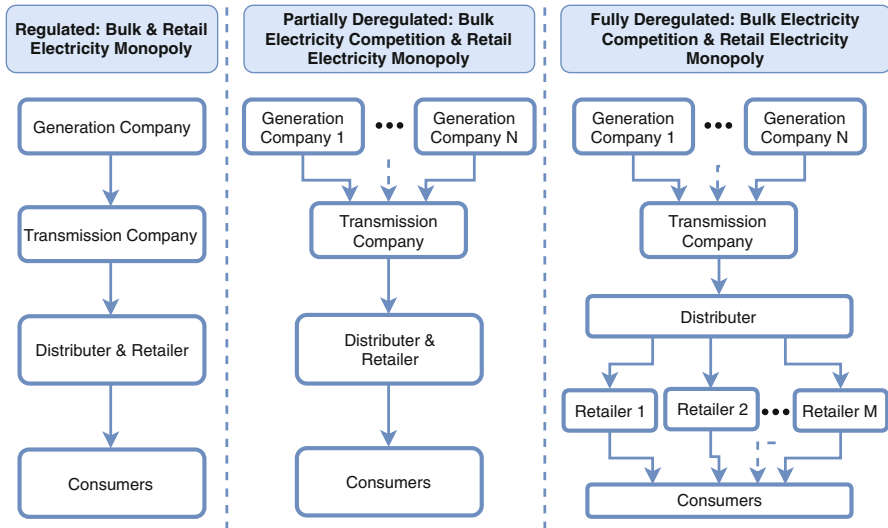 Regulated: Bulk & Retail
Electricity Monopoly
Generation Company
Transmission Company
Distributer & Retailer
Consumers
Partially Deregulated: Bulk
Electricity Competition & Retail
Electricity Monopoly
Generation
Company 1
•••
Generation
Company N
Transmission
Company
Distributer &
Retailer
Consumers
Fully Deregulated: Bulk Electricity
Competition & Retail Electricity
Monopoly
Generation
Company 1
•••
Generation
Company N
Transmission
Company
Distributer
Retailer 1
Retailer 2
•••
Retailer M
Consumers